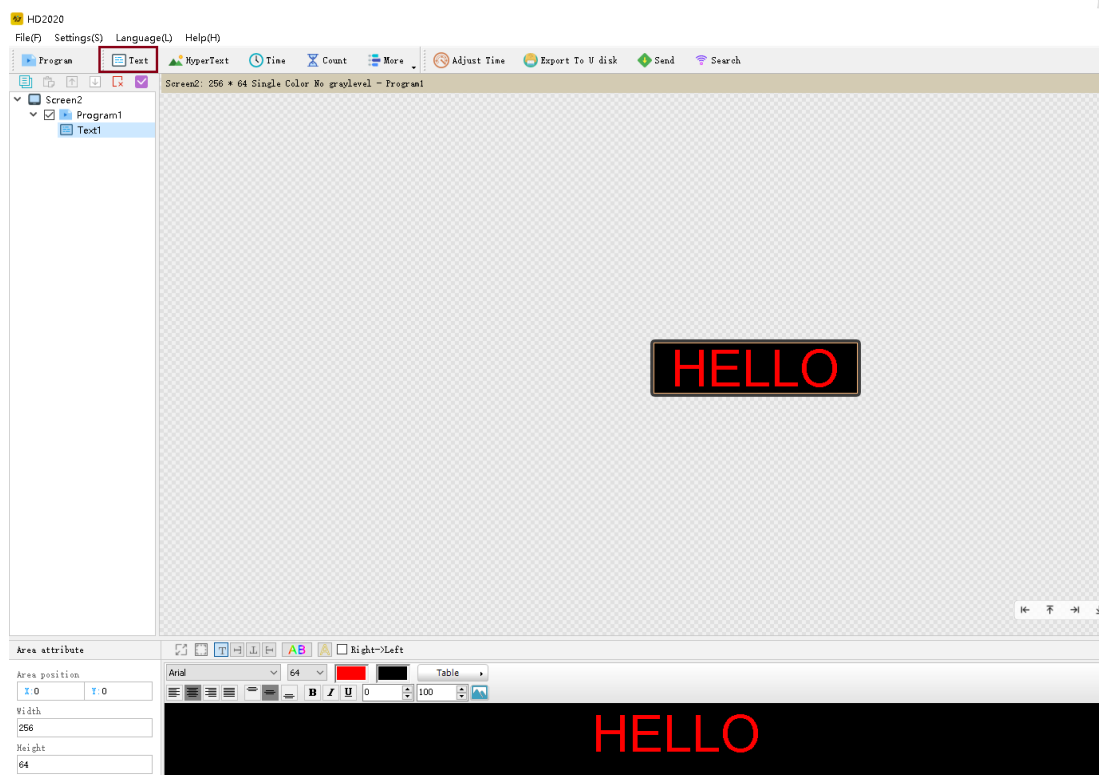 HD2020
File(F) Settings(S) Language(L) Help(H)
Program Text HyperText Time Count More Adjust Time Export To U disk Send Search
Screen2: 256 * 64 Single Color No graylevel - Program1
Screen2
Program1
Text1
HELLO
Area attribute
AB A Right->Left
Area position
X:0 Y:0
Width
256
Height
64
Arial 64 Table
B I U 0 100
HELLO